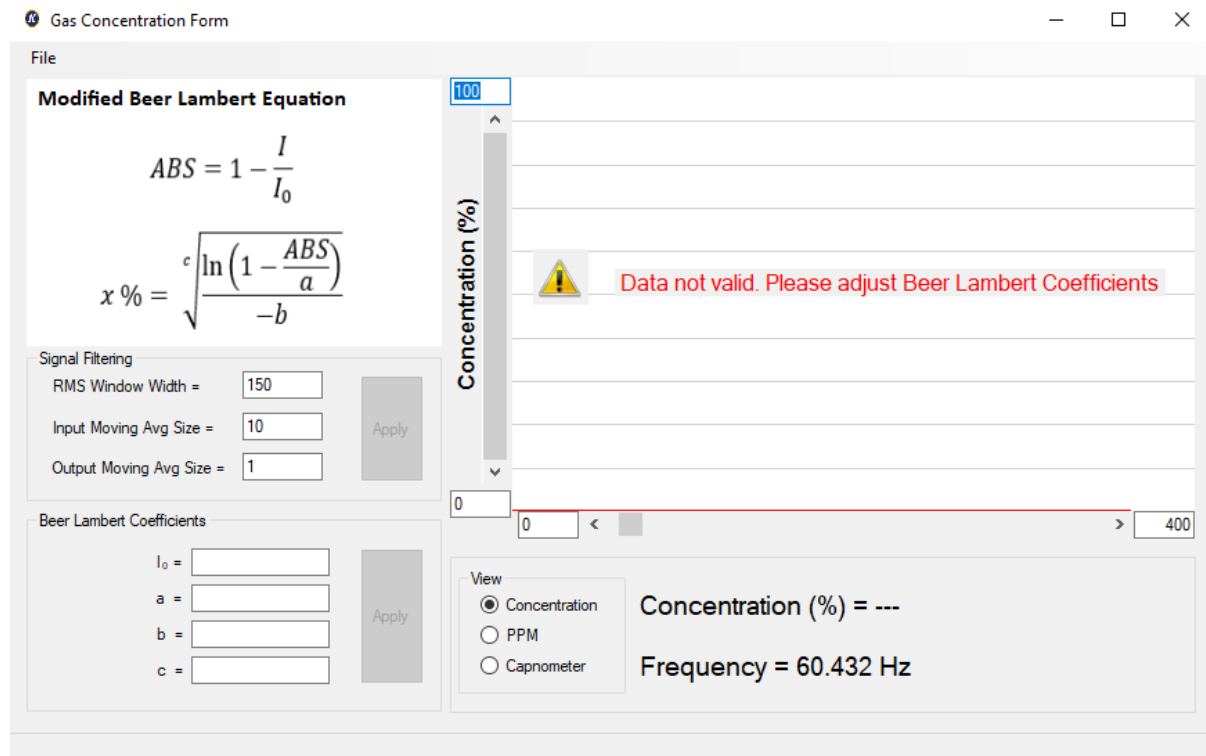 K Gas Concentration Form
File
Modified Beer Lambert Equation
ABS = 1 − I/I₀
x % = ᶜ√(ln(1 − ABS/a)/−b)
Signal Filtering
RMS Window Width = 150
Input Moving Avg Size = 10
Output Moving Avg Size = 1
Apply
Beer Lambert Coefficients
I₀ =
a =
b =
c =
Apply
100
Concentration (%)
Data not valid. Please adjust Beer Lambert Coefficients
0
0 < > 400
View
Concentration
PPM
Capnometer
Concentration (%) = ---
Frequency = 60.432 Hz